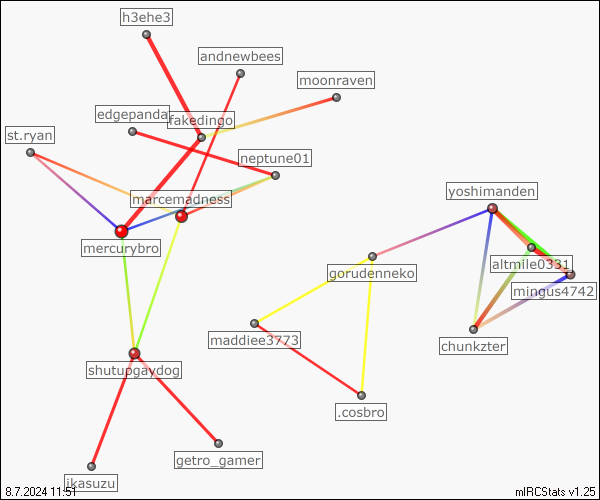 h3ehe3
andnewbees
moonraven
edgepanda
fakedingo
st.ryan
neptune01
yoshimanden
marcemadness
mercurybro
altmile0331
gorudenneko
mingus4742
maddiee3773
chunkzter
shutupgaydog
.cosbro
getro_gamer
ikasuzu
8.7.2024 11:51
mIRCStats v1.25